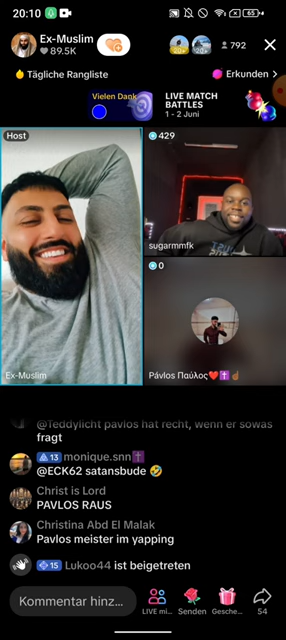 20:10
65
Ex-Muslim
89.5K
20+
20+
792
Tägliche Rangliste
Erkunden >
Vielen Dank
LIVE MATCH
BATTLES
1 - 2 Juni
Host
429
sugarmmfk
0
Ex-Muslim
Pávlos Παύλος❤️✝️☝🏾
@Teddylicht pavlos hat recht, wenn er sowas
fragt
13 monique.snn✝️
@ECK62 satansbude 🤣
Christ is Lord
PAVLOS RAUS
Christina Abd El Malak
Pavlos meister im yapping
15 Lukoo44 ist beigetreten
Kommentar hinz...
LIVE mi...
Senden
Gesche...
54